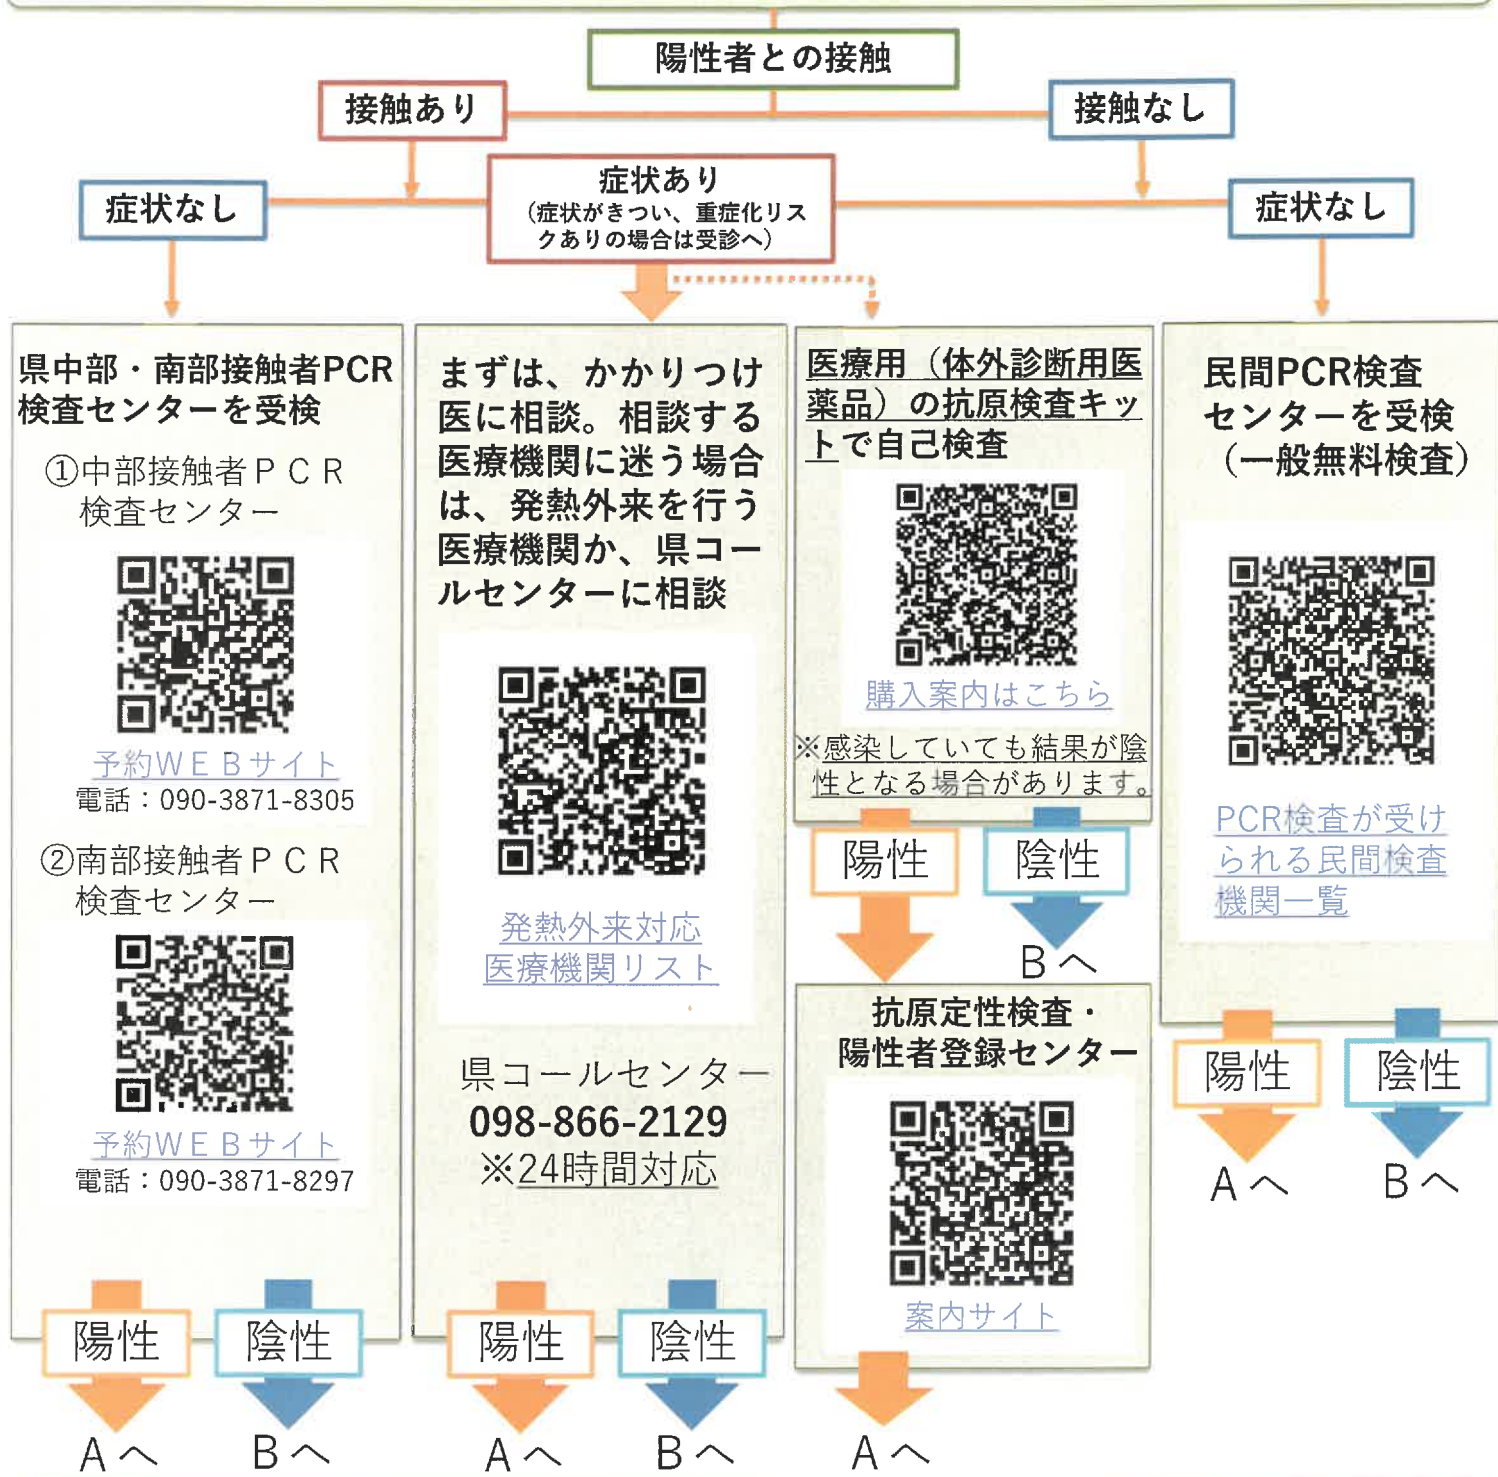 陽性者との接触
接触あり
接触なし
症状なし
症状あり
（症状がきつい、重症化リス
クありの場合は受診へ）
症状なし
県中部・南部接触者PCR
検査センターを受検
①中部接触者ＰＣＲ
検査センター
予約ＷＥＢサイト
電話：090-3871-8305
②南部接触者ＰＣＲ
検査センター
予約ＷＥＢサイト
電話：090-3871-8297
陽性
陰性
Aへ
Bへ
まずは、かかりつけ
医に相談。相談する
医療機関に迷う場合
は、発熱外来を行う
医療機関か、県コー
ルセンターに相談
発熱外来対応
医療機関リスト
県コールセンター
098-866-2129
※24時間対応
陽性
陰性
Aへ
Bへ
医療用（体外診断用医
薬品）の抗原検査キッ
トで自己検査
購入案内はこちら
※感染していても結果が陰
性となる場合があります。
陽性
陰性
Bへ
抗原定性検査・
陽性者登録センター
案内サイト
Aへ
民間PCR検査
センターを受検
（一般無料検査）
PCR検査が受け
られる民間検査
機関一覧
陽性
陰性
Aへ
Bへ